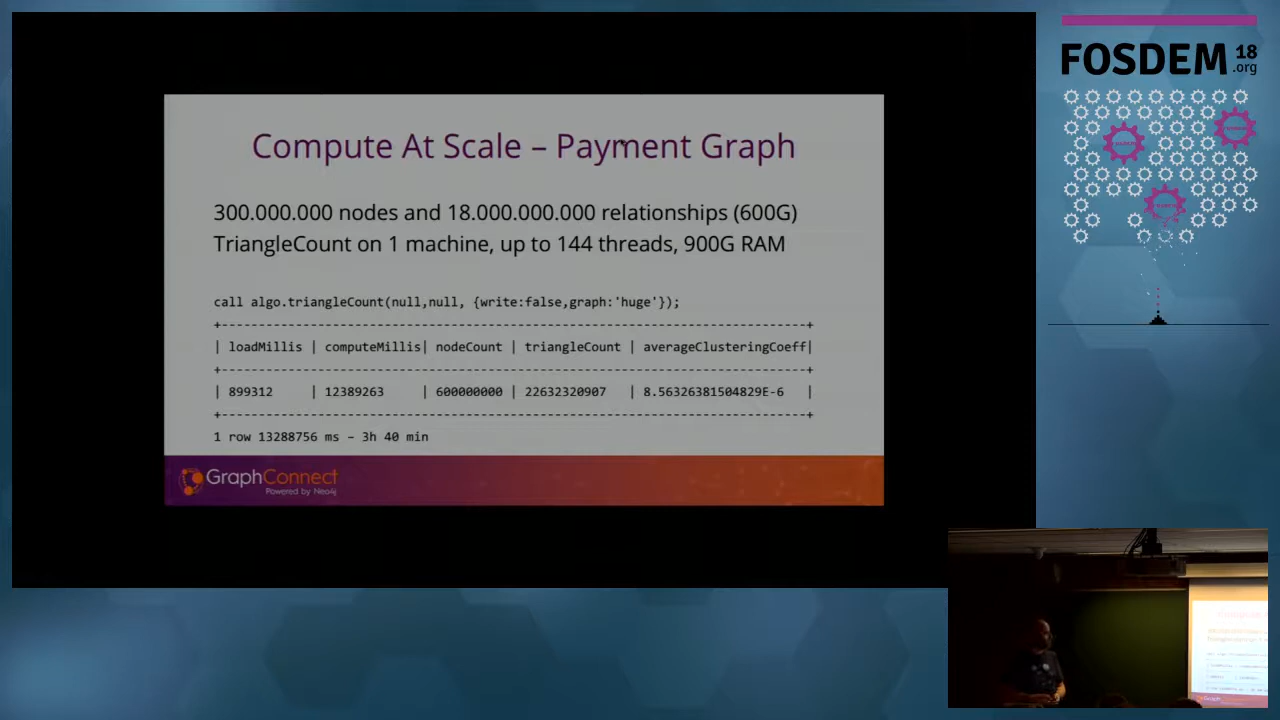 Compute At Scale – Payment Graph
300.000.000 nodes and 18.000.000.000 relationships (600G)
TriangleCount on 1 machine, up to 144 threads, 900G RAM
call algo.triangleCount(null,null, {write:false,graph:'huge'});
+-------------------------------------------------------------------------------+
| loadMillis | computeMillis| nodeCount | triangleCount | averageClusteringCoeff|
+-------------------------------------------------------------------------------+
| 899312 | 12389263 | 600000000 | 22632320907 | 8.56326381504829E-6 |
+-------------------------------------------------------------------------------+
1 row 13288756 ms – 3h 40 min
GraphConnect
Powered by Neo4j
FOSDEM 18
.org